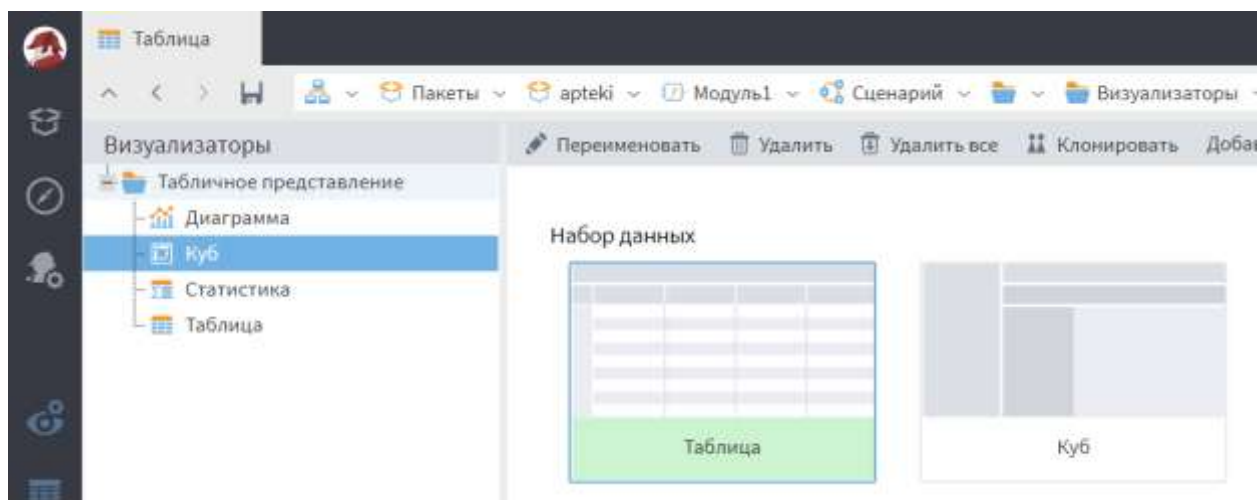 Таблица
Пакеты apteki Модуль1 Сценарий Визуализаторы
Визуализаторы
Переименовать Удалить Удалить все Клонировать
Табличное представление
Диаграмма
Куб
Статистика
Таблица
Набор данных
Таблица Куб